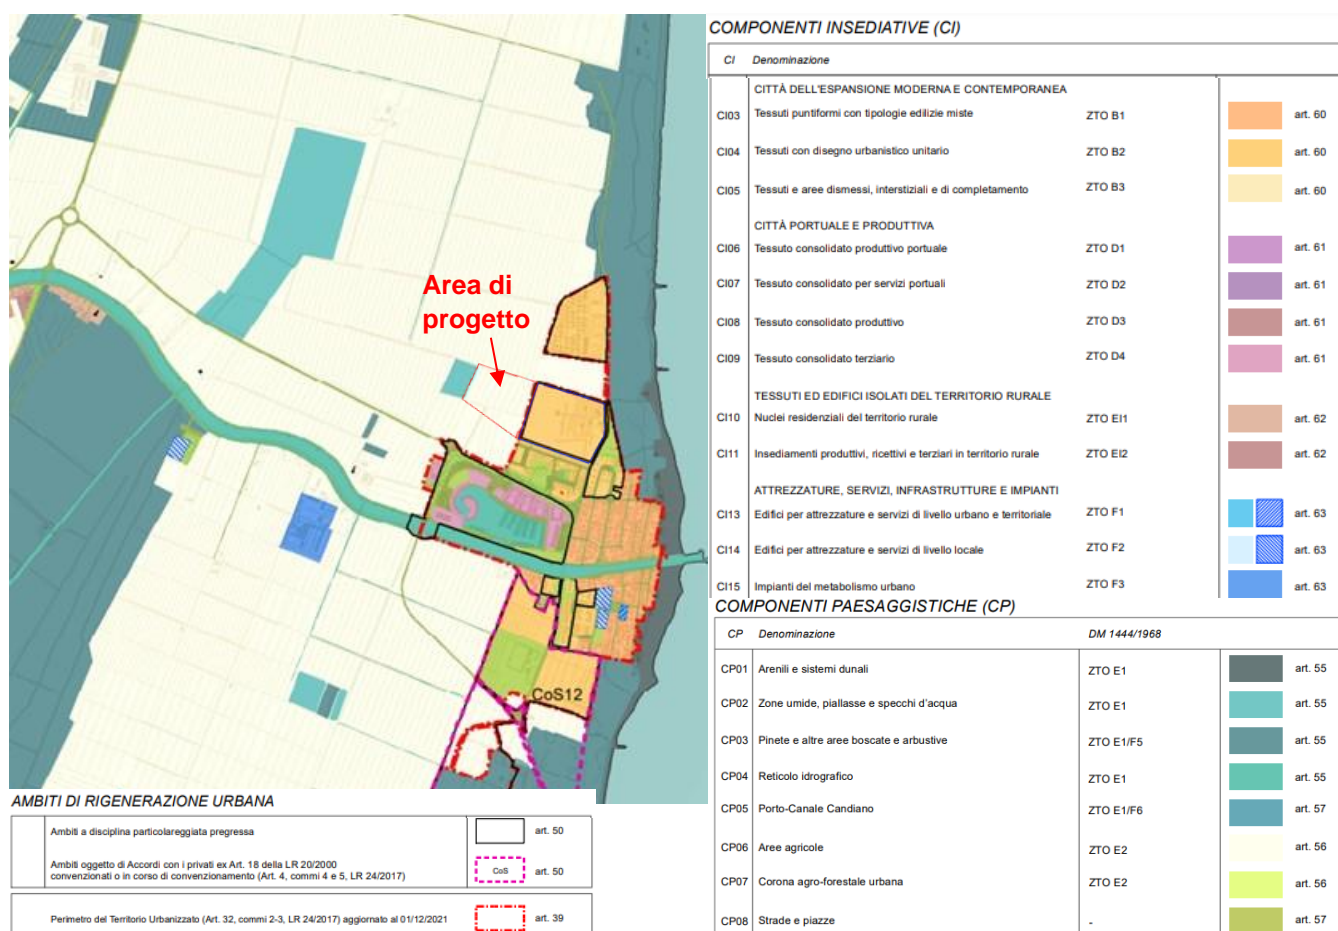 Area di
progetto
CoS12
COMPONENTI INSEDIATIVE (CI)
CI Denominazione
CITTÀ DELL'ESPANSIONE MODERNA E CONTEMPORANEA
CI03 Tessuti puntiformi con tipologie edilizie miste ZTO B1 art. 60
CI04 Tessuti con disegno urbanistico unitario ZTO B2 art. 60
CI05 Tessuti e aree dismessi, interstiziali e di completamento ZTO B3 art. 60
CITTÀ PORTUALE E PRODUTTIVA
CI06 Tessuto consolidato produttivo portuale ZTO D1 art. 61
CI07 Tessuto consolidato per servizi portuali ZTO D2 art. 61
CI08 Tessuto consolidato produttivo ZTO D3 art. 61
CI09 Tessuto consolidato terziario ZTO D4 art. 61
TESSUTI ED EDIFICI ISOLATI DEL TERRITORIO RURALE
CI10 Nuclei residenziali del territorio rurale ZTO EI1 art. 62
CI11 Insediamenti produttivi, ricettivi e terziari in territorio rurale ZTO EI2 art. 62
ATTREZZATURE, SERVIZI, INFRASTRUTTURE E IMPIANTI
CI13 Edifici per attrezzature e servizi di livello urbano e territoriale ZTO F1 art. 63
CI14 Edifici per attrezzature e servizi di livello locale ZTO F2 art. 63
CI15 Impianti del metabolismo urbano ZTO F3 art. 63
COMPONENTI PAESAGGISTICHE (CP)
CP Denominazione DM 1444/1968
CP01 Arenili e sistemi dunali ZTO E1 art. 55
CP02 Zone umide, piallasse e specchi d'acqua ZTO E1 art. 55
CP03 Pinete e altre aree boscate e arbustive ZTO E1/F5 art. 55
CP04 Reticolo idrografico ZTO E1 art. 55
CP05 Porto-Canale Candiano ZTO E1/F6 art. 57
CP06 Aree agricole ZTO E2 art. 56
CP07 Corona agro-forestale urbana ZTO E2 art. 56
CP08 Strade e piazze - art. 57
AMBITI DI RIGENERAZIONE URBANA
Ambiti a disciplina particolareggiata pregressa art. 50
Ambiti oggetto di Accordi con i privati ex Art. 18 della LR 20/2000
convenzionati o in corso di convenzionamento (Art. 4, commi 4 e 5, LR 24/2017) CoS art. 50
Perimetro del Territorio Urbanizzato (Art. 32, commi 2-3, LR 24/2017) aggiornato al 01/12/2021 art. 39